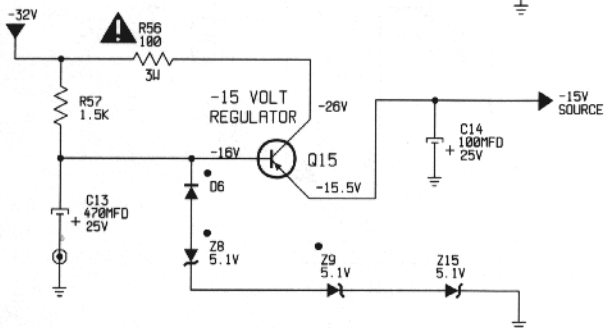 -32V
R56
100
3W
R57
1.5K
-15 VOLT
REGULATOR
-26V
-16V
Q15
-15.5V
-15V
SOURCE
C14
+ 100MFD
25V
C13
470MFD
+ 25V
D6
Z8
5.1V
Z9
5.1V
Z15
5.1V